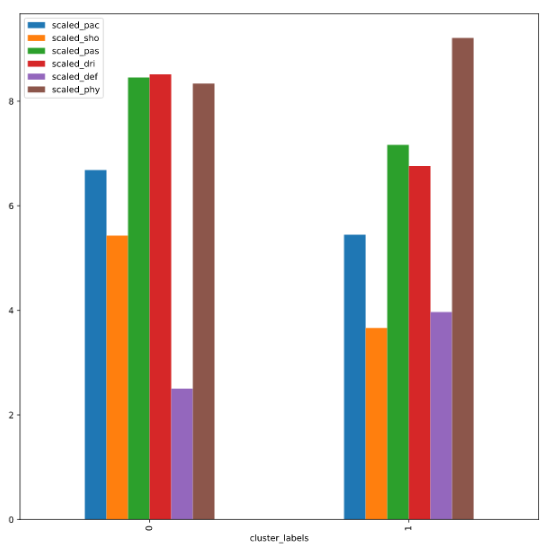 scaled_pac
scaled_sho
scaled_pas
scaled_dri
scaled_def
scaled_phy
8
6
4
2
0
0
1
cluster_labels